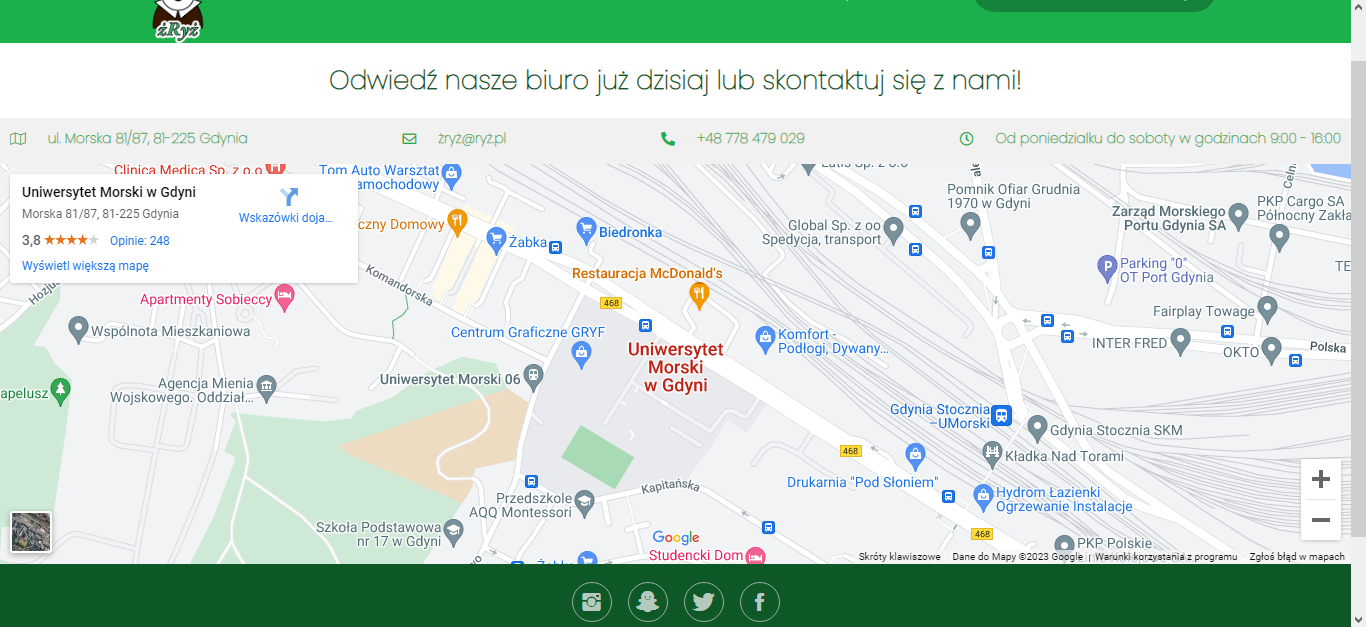 żRyż
Odwiedź nasze biuro już dzisiaj lub skontaktuj się z nami!
ul. Morska 81/87, 81-225 Gdynia
żryż@ryż.pl
+48 778 479 029
Od poniedzialku do soboty w godzinach 9:00 - 16:00
Clinica Medica Sp. z o.o
Tom Auto Warsztat
amochodowy
Uniwersytet Morski w Gdyni
Morska 81/87, 81-225 Gdynia
Wskazówki doja...
3,8
Opinie: 248
Wyświetl większą mapę
czny Domowy
Żabka
Biedronka
Global Sp. z oo
Spedycja, transport
Pomnik Ofiar Grudnia
1970 w Gdyni
Zarząd Morskiego
Portu Gdynia SA
PKP Cargo SA
Północny Zakła
Celn
Parking "0"
OT Port Gdynia
TE
Restauracja McDonald's
Komandorska
Apartmenty Sobieccy
468
Wspólnota Mieszkaniowa
Centrum Graficzne GRYF
Komfort -
Podłogi, Dywany...
Fairplay Towage
INTER FRED
OKTO
Polska
Uniwersytet
Morski
w Gdyni
Uniwersytet Morski 06
Agencja Mienia
Wojskowego. Oddział...
apelusz
Gdynia Stocznia
–UMorski
Gdynia Stocznia SKM
Kładka Nad Torami
468
Drukarnia "Pod Słoniem"
Hydrom Łazienki
Ogrzewanie Instalacje
Kapitańska
Przedszkole
AQQ Montessori
Szkoła Podstawowa
nr 17 w Gdyni
468
Google
Studencki Dom
PKP Polskie
Żabka
Skróty klawiszowe
Dane do Mapy ©2023 Google
Warunki korzystania z programu
Zgłoś błąd w mapach